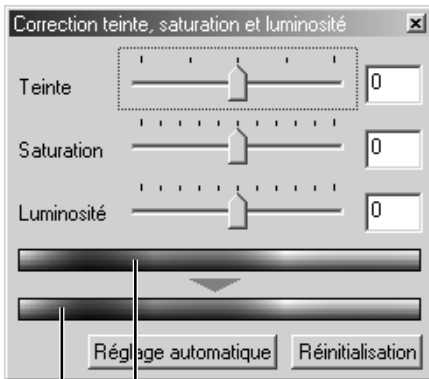 Correction teinte, saturation et luminosité
Teinte 0
Saturation 0
Luminosité 0
Réglage automatique Réinitialisation